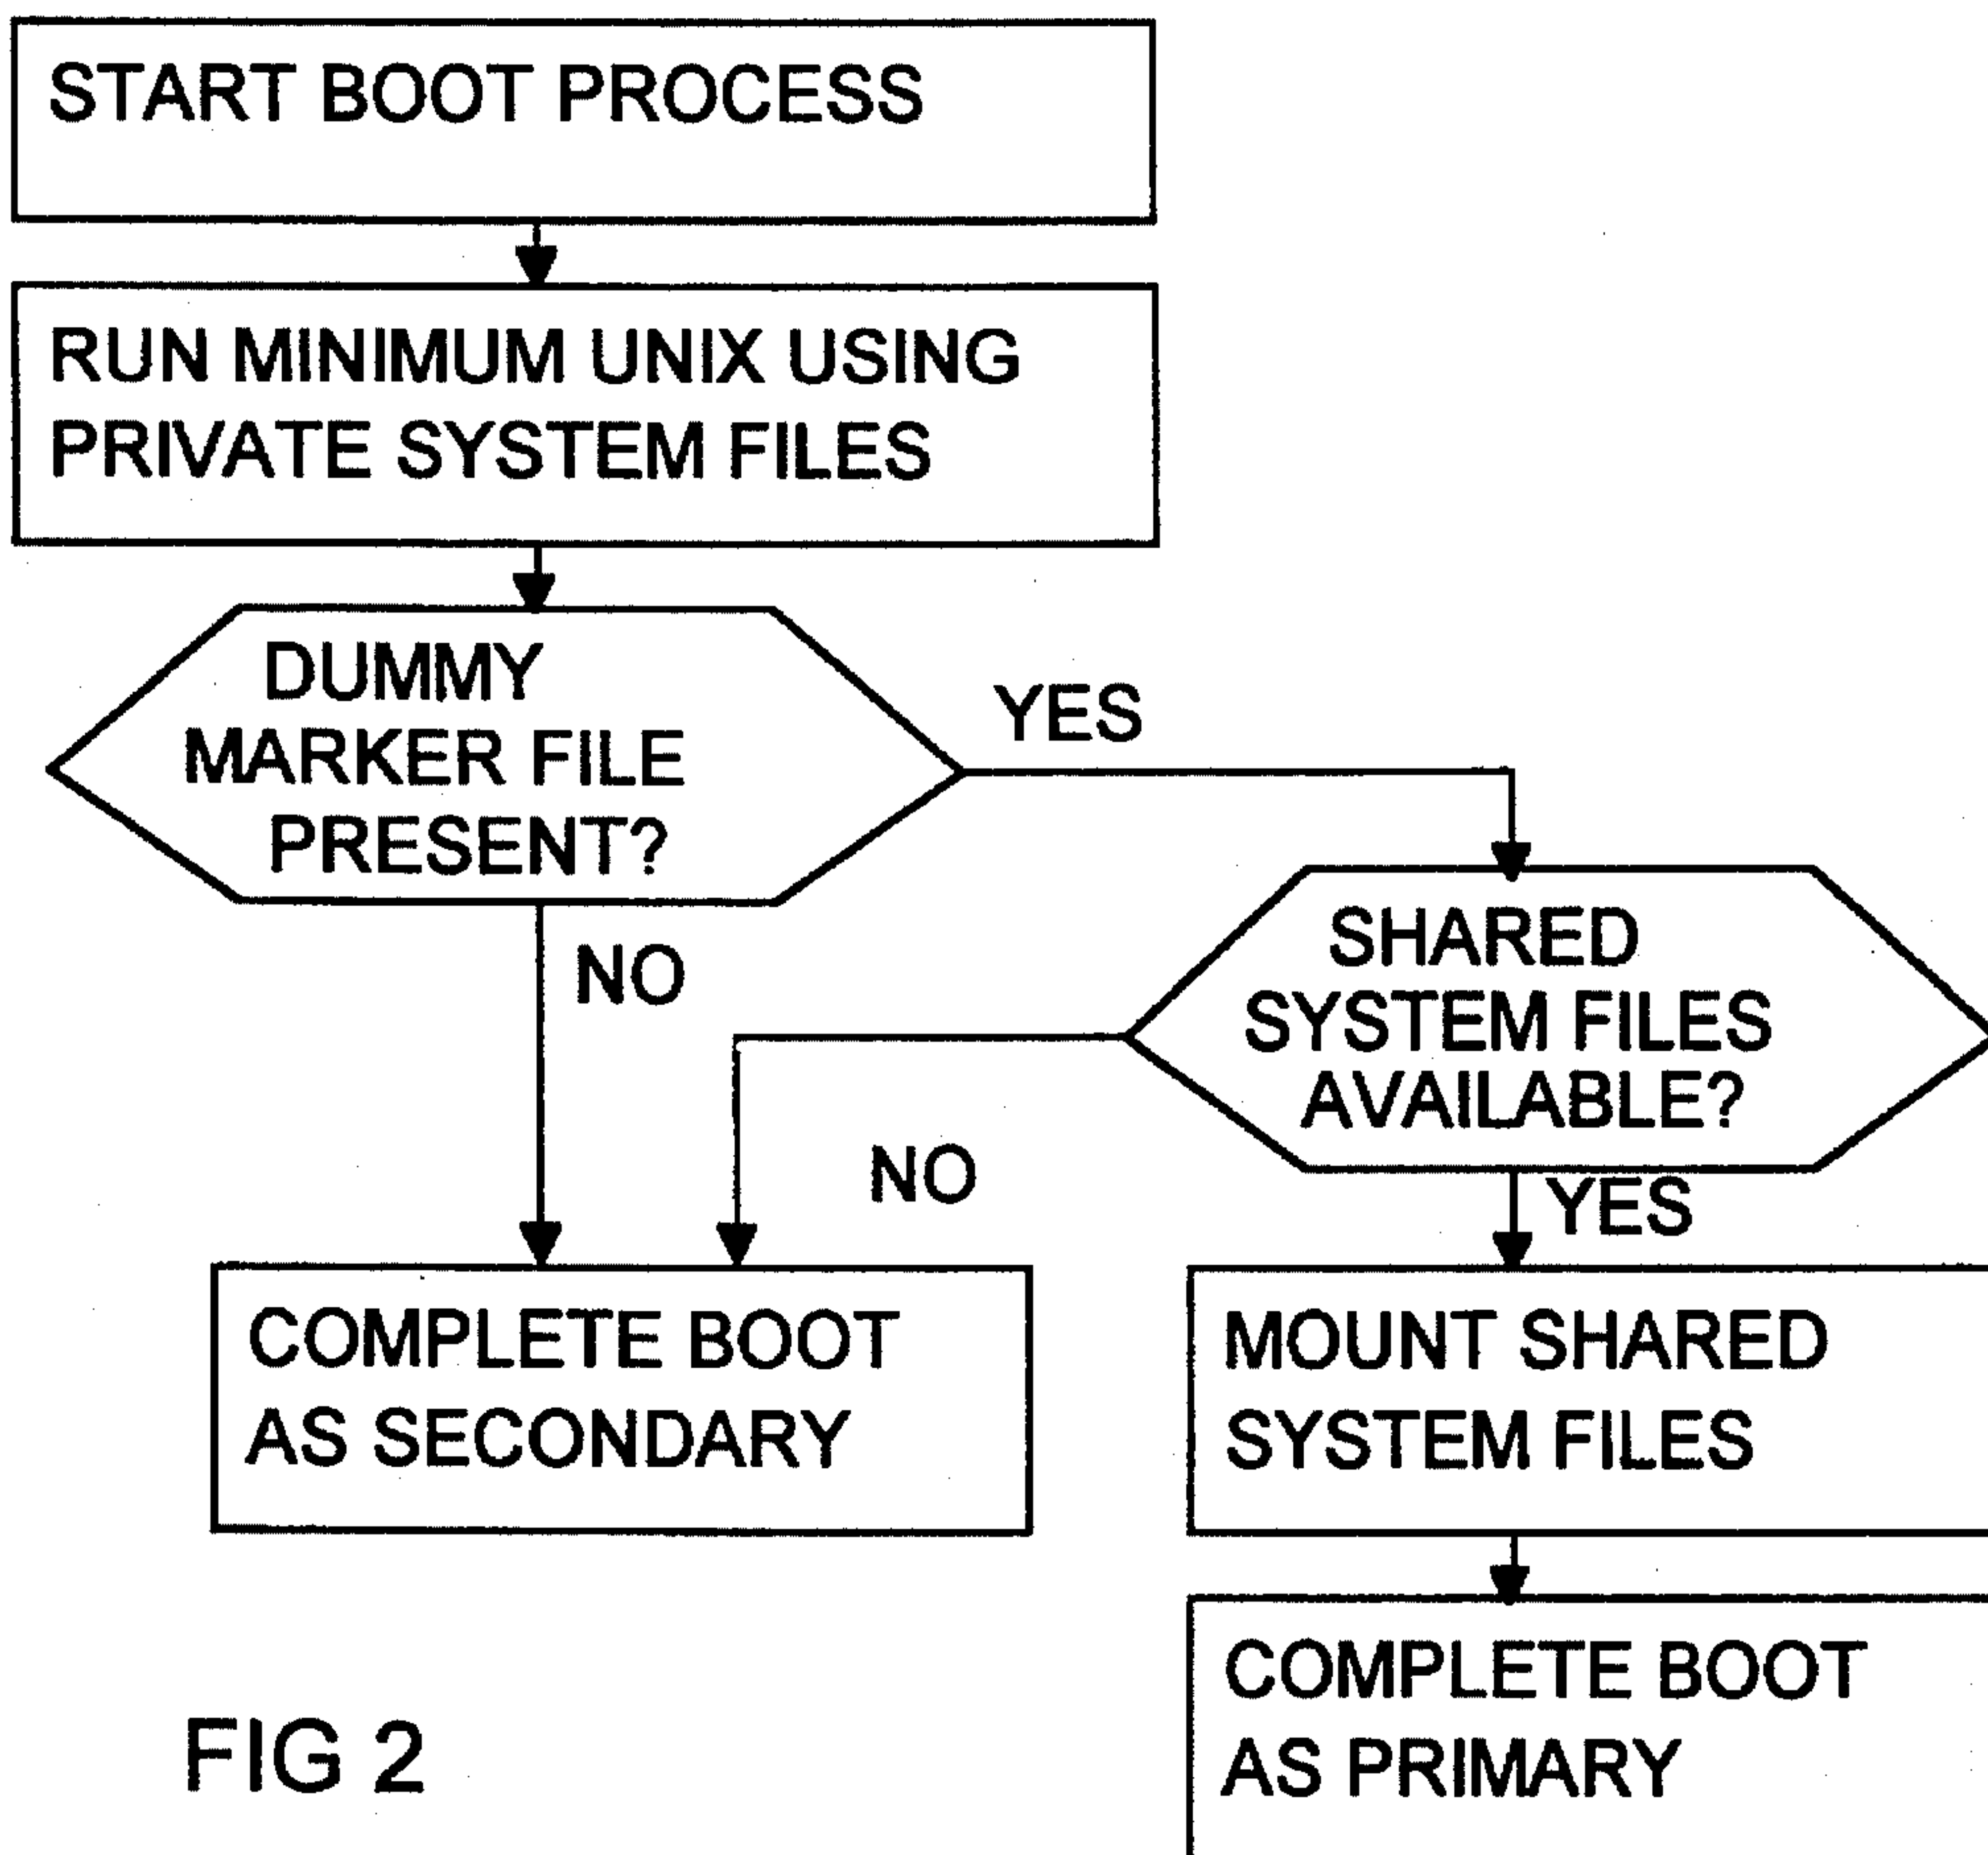 START BOOT PROCESS
RUN MINIMUM UNIX USING
PRIVATE SYSTEM FILES
DUMMY
MARKER FILE
PRESENT?
YES
NO
SHARED
SYSTEM FILES
AVAILABLE?
NO
YES
COMPLETE BOOT
AS SECONDARY
MOUNT SHARED
SYSTEM FILES
COMPLETE BOOT
AS PRIMARY
FIG 2